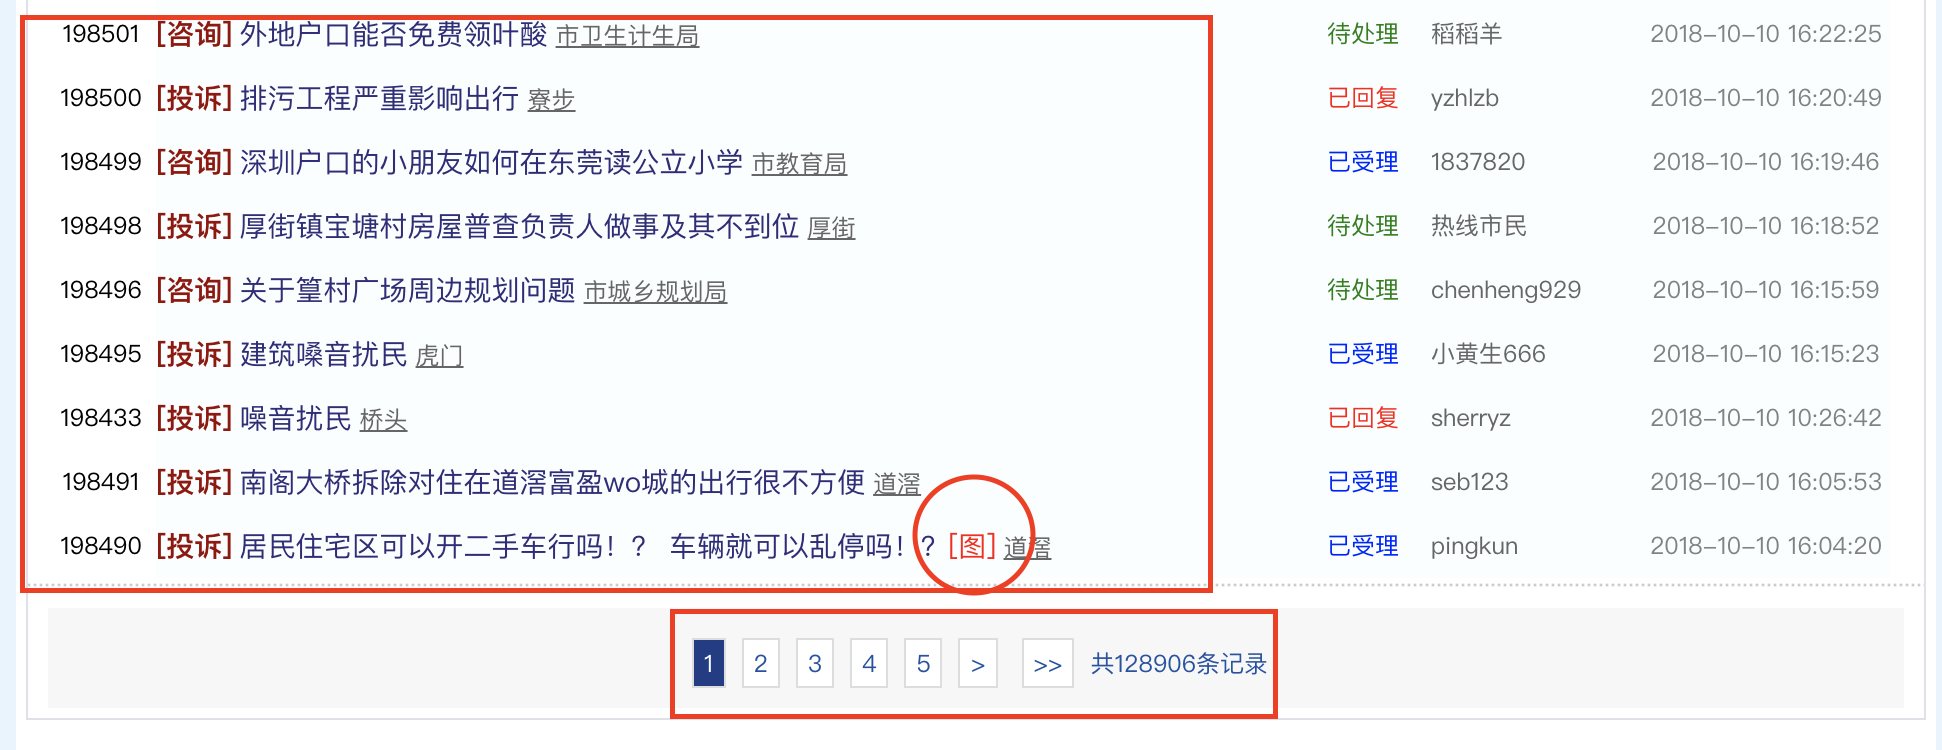 198501 [咨询] 外地户口能否免费领叶酸 市卫生计生局 待处理 稻稻羊 2018-10-10 16:22:25
198500 [投诉] 排污工程严重影响出行 寮步 已回复 yzhlzb 2018-10-10 16:20:49
198499 [咨询] 深圳户口的小朋友如何在东莞读公立小学 市教育局 已受理 1837820 2018-10-10 16:19:46
198498 [投诉] 厚街镇宝塘村房屋普查负责人做事及其不到位 厚街 待处理 热线市民 2018-10-10 16:18:52
198496 [咨询] 关于篁村广场周边规划问题 市城乡规划局 待处理 chenheng929 2018-10-10 16:15:59
198495 [投诉] 建筑嗓音扰民 虎门 已受理 小黄生666 2018-10-10 16:15:23
198433 [投诉] 噪音扰民 桥头 已回复 sherryz 2018-10-10 10:26:42
198491 [投诉] 南阁大桥拆除对住在道滘富盈wo城的出行很不方便 道滘 已受理 seb123 2018-10-10 16:05:53
198490 [投诉] 居民住宅区可以开二手车行吗！？ 车辆就可以乱停吗！？ [图] 道滘 已受理 pingkun 2018-10-10 16:04:20
1 2 3 4 5 > >> 共128906条记录